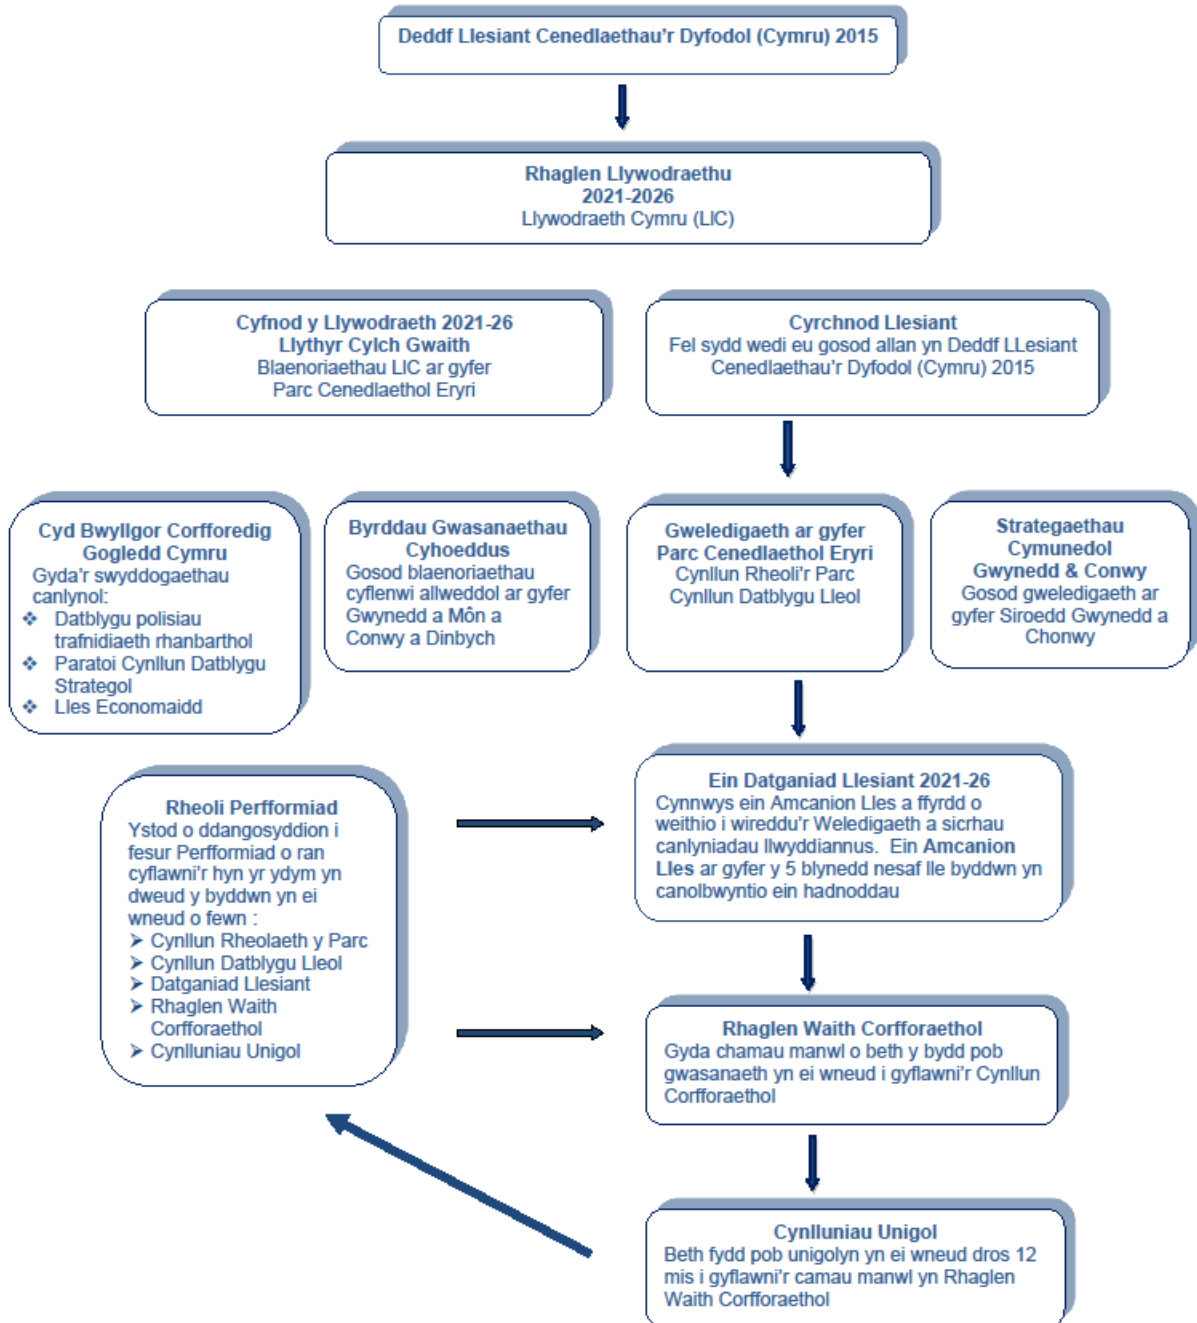 Deddf Llesiant Cenedlaethau'r Dyfodol (Cymru) 2015
Rhaglen Llywodraethu
2021-2026
Llywodraeth Cymru (LlC)
Cyfnod y Llywodraeth 2021-26
Llythyr Cylch Gwaith
Blaenoriaethau LlC ar gyfer
Parc Cenedlaethol Eryri
Cyrchnod Llesiant
Fel sydd wedi eu gosod allan yn Deddf LLesiant
Cenedlaethau'r Dyfodol (Cymru) 2015
Cyd Bwyllgor Corfforedig
Gogledd Cymru
Gyda'r swyddogaethau
canlynol:
❖ Datblygu polisiau
trafnidiaeth rhanbarthol
❖ Paratoi Cynllun Datblygu
Strategol
❖ Lles Economaidd
Byrddau Gwasanaethau
Cyhoeddus
Gosod blaenoriaethau
cyflenwi allweddol ar gyfer
Gwynedd a Môn a
Conwy a Dinbych
Gweledigaeth ar gyfer
Parc Cenedlaethol Eryri
Cynllun Rheoli'r Parc
Cynllun Datblygu Lleol
Strategaethau
Cymunedol
Gwynedd & Conwy
Gosod gweledigaeth ar
gyfer Siroedd Gwynedd a
Chonwy
Rheoli Perfformiad
Ystod o ddangosyddion i
fesur Perfformiad o ran
cyflawni'r hyn yr ydym yn
dweud y byddwn yn ei
wneud o fewn :
➢ Cynllun Rheolaeth y Parc
➢ Cynllun Datblygu Lleol
➢ Datganiad Llesiant
➢ Rhaglen Waith
Corfforaethol
➢ Cynlluniau Unigol
Ein Datganiad Llesiant 2021-26
Cynnwys ein Amcanion Lles a ffyrdd o
weithio i wireddu'r Weledigaeth a sicrhau
canlyniadau llwyddiannus. Ein Amcanion
Lles ar gyfer y 5 blynedd nesaf lle byddwn yn
canolbwyntio ein hadnoddau
Rhaglen Waith Corfforaethol
Gyda chamau manwl o beth y bydd pob
gwasanaeth yn ei wneud i gyflawni'r Cynllun
Corfforaethol
Cynlluniau Unigol
Beth fydd pob unigolyn yn ei wneud dros 12
mis i gyflawni'r camau manwl yn Rhaglen
Waith Corfforaethol